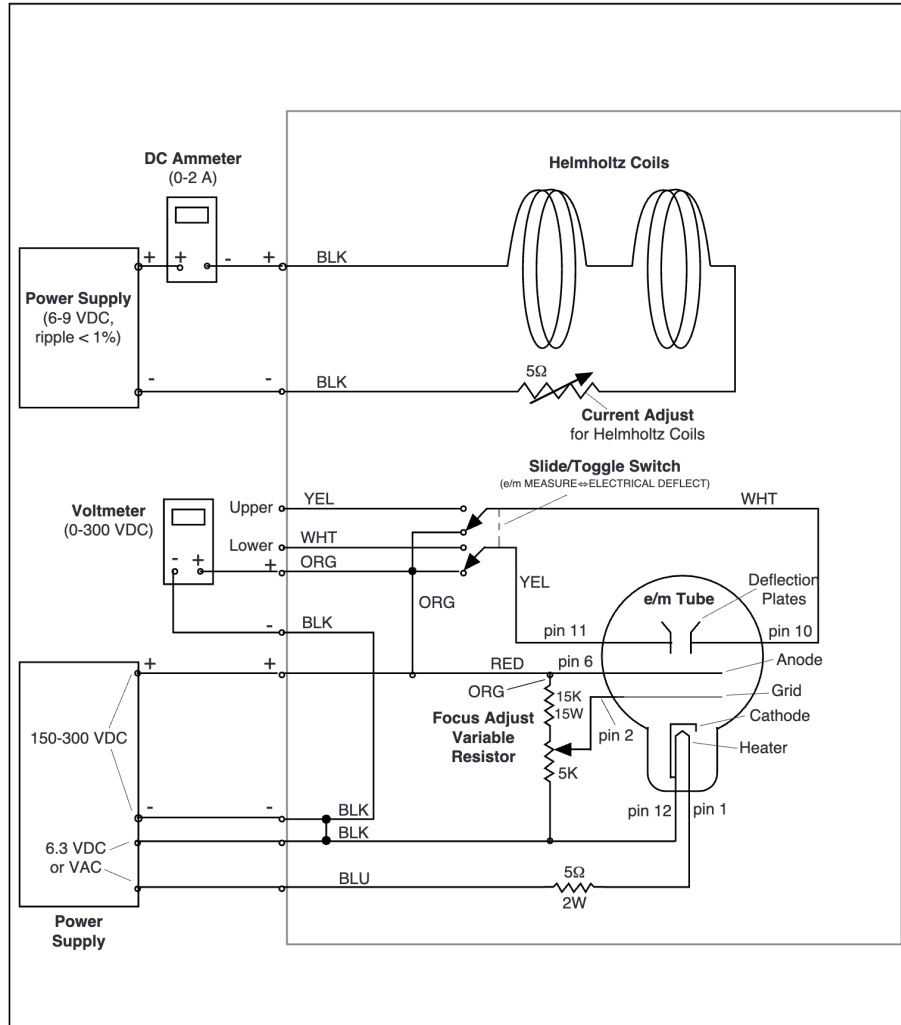 DC Ammeter
(0-2 A)
Helmholtz Coils
+
+
-
+
BLK
Power Supply
(6-9 VDC,
ripple < 1%)
-
-
BLK
5Ω
Current Adjust
for Helmholtz Coils
Slide/Toggle Switch
(e/m MEASURE⇔ELECTRICAL DEFLECT)
Voltmeter
(0-300 VDC)
Upper
YEL
WHT
Lower
WHT
- +
+
ORG
ORG
YEL
e/m Tube
Deflection
Plates
-
BLK
pin 11
pin 10
+
+
RED
pin 6
Anode
ORG
15K
15W
Grid
Focus Adjust
Variable
Resistor
pin 2
Cathode
Heater
150-300 VDC
5K
-
-
BLK
pin 12
pin 1
BLK
6.3 VDC
or VAC
BLU
5Ω
2W
Power
Supply